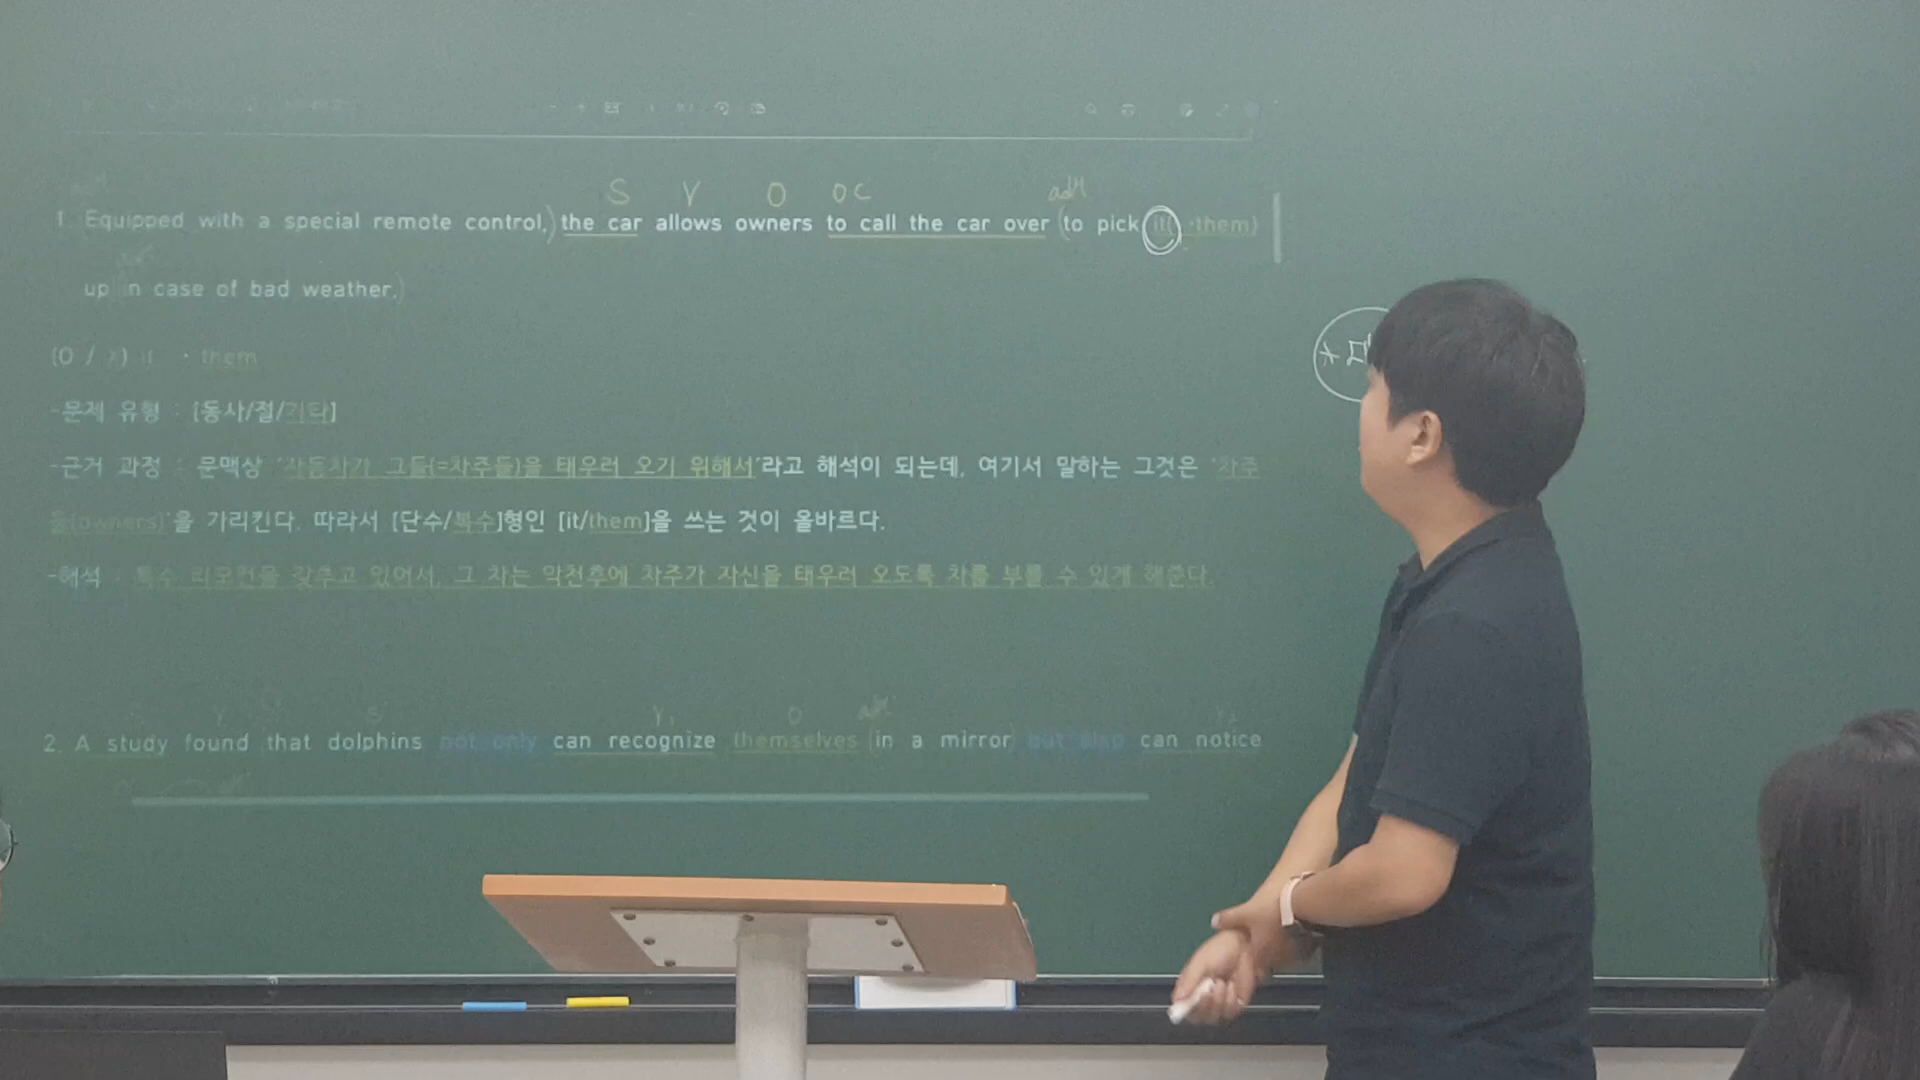 S V O OC adv
1. Equipped with a special remote control,) the car allows owners to call the car over (to pick it(→them)
up in case of bad weather.)
(O / X) it → them
-문제 유형 : [동사/절/기타]
-근거 과정 : 문맥상 '자동차가 그들(=차주들)을 태우러 오기 위해서'라고 해석이 되는데, 여기서 말하는 그것은 '차주
들(owners)'을 가리킨다. 따라서 [단수/복수]형인 [it/them]을 쓰는 것이 올바르다.
-해석 : 특수 리모컨을 갖추고 있어서, 그 차는 악천후에 차주가 자신을 태우러 오도록 차를 부를 수 있게 해준다.
S V S V₁ O adv V₂
2. A study found that dolphins not only can recognize themselves (in a mirror) but also can notice